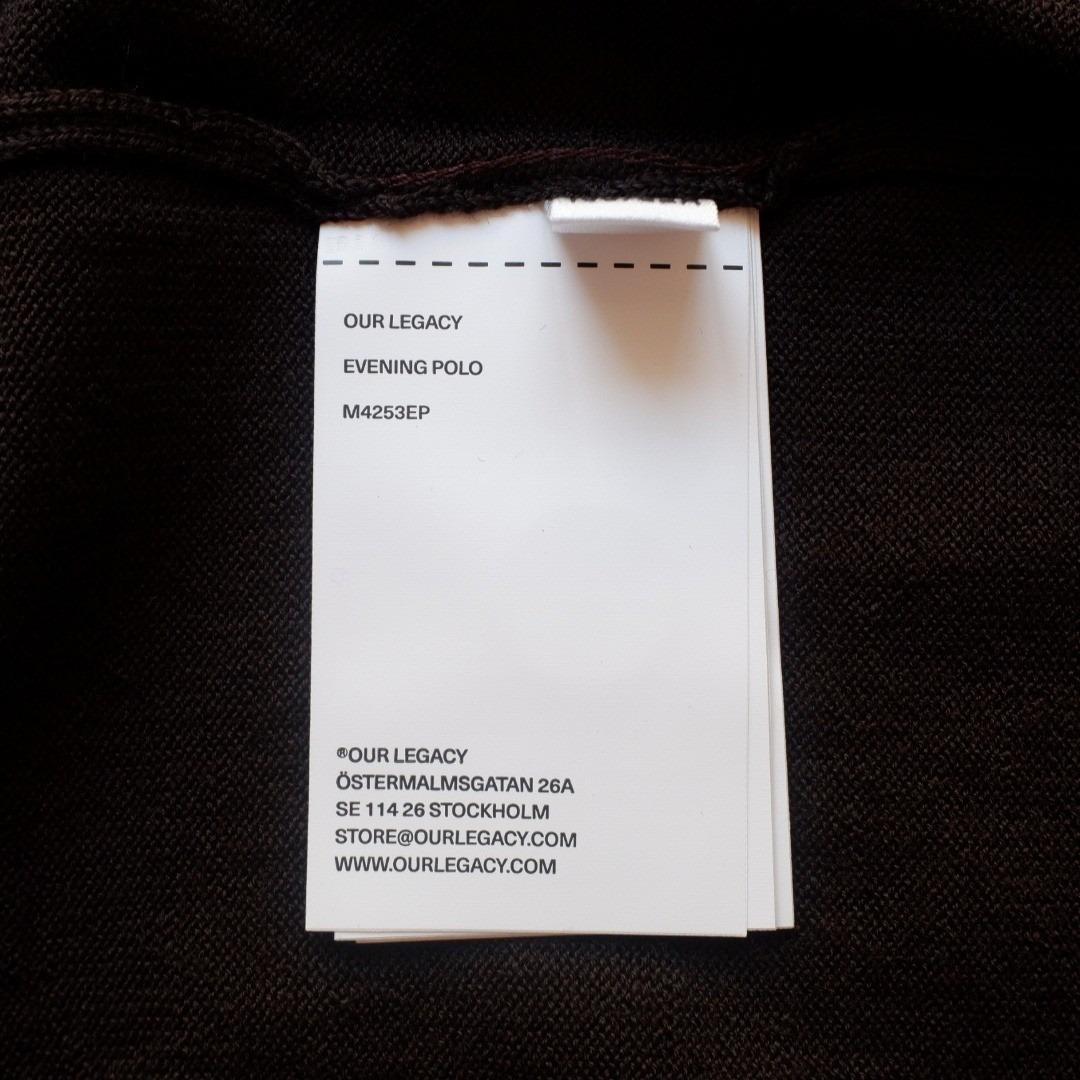 OUR LEGACY
EVENING POLO
M4253EP
®OUR LEGACY
ÖSTERMALMSGATAN 26A
SE 114 26 STOCKHOLM
STORE@OURLEGACY.COM
WWW.OURLEGACY.COM